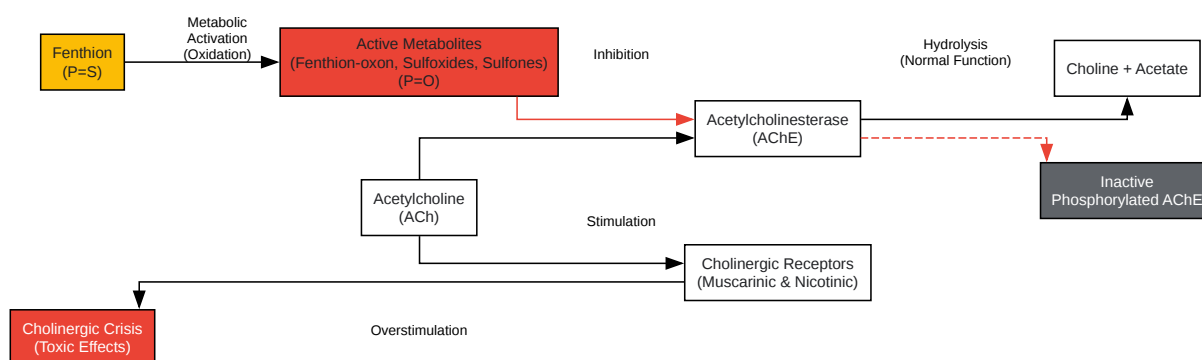 Metabolic
Activation
(Oxidation)
Fenthion
(P=S)
Active Metabolites
(Fenthion-oxon, Sulfoxides, Sulfones)
(P=O)
Inhibition
Hydrolysis
(Normal Function)
Choline + Acetate
Acetylcholinesterase
(AChE)
Inactive
Phosphorylated AChE
Acetylcholine
(ACh)
Stimulation
Cholinergic Receptors
(Muscarinic & Nicotinic)
Cholinergic Crisis
(Toxic Effects)
Overstimulation